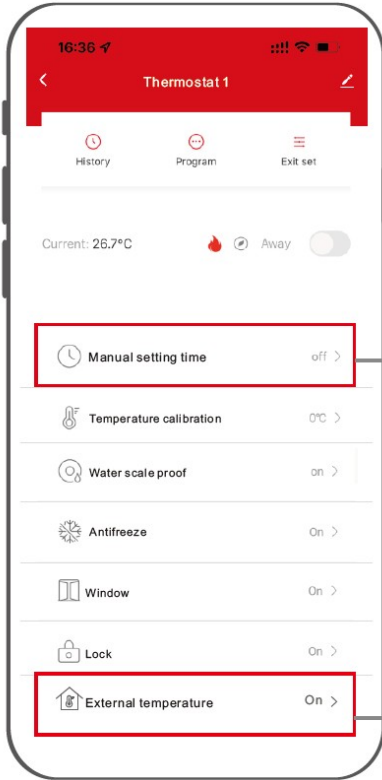 16:36
Thermostat 1
History Program Exit set
Current: 26.7°C Away
Manual setting time off
Temperature calibration 0°C
Water scale proof on
Antifreeze On
Window On
Lock On
External temperature On